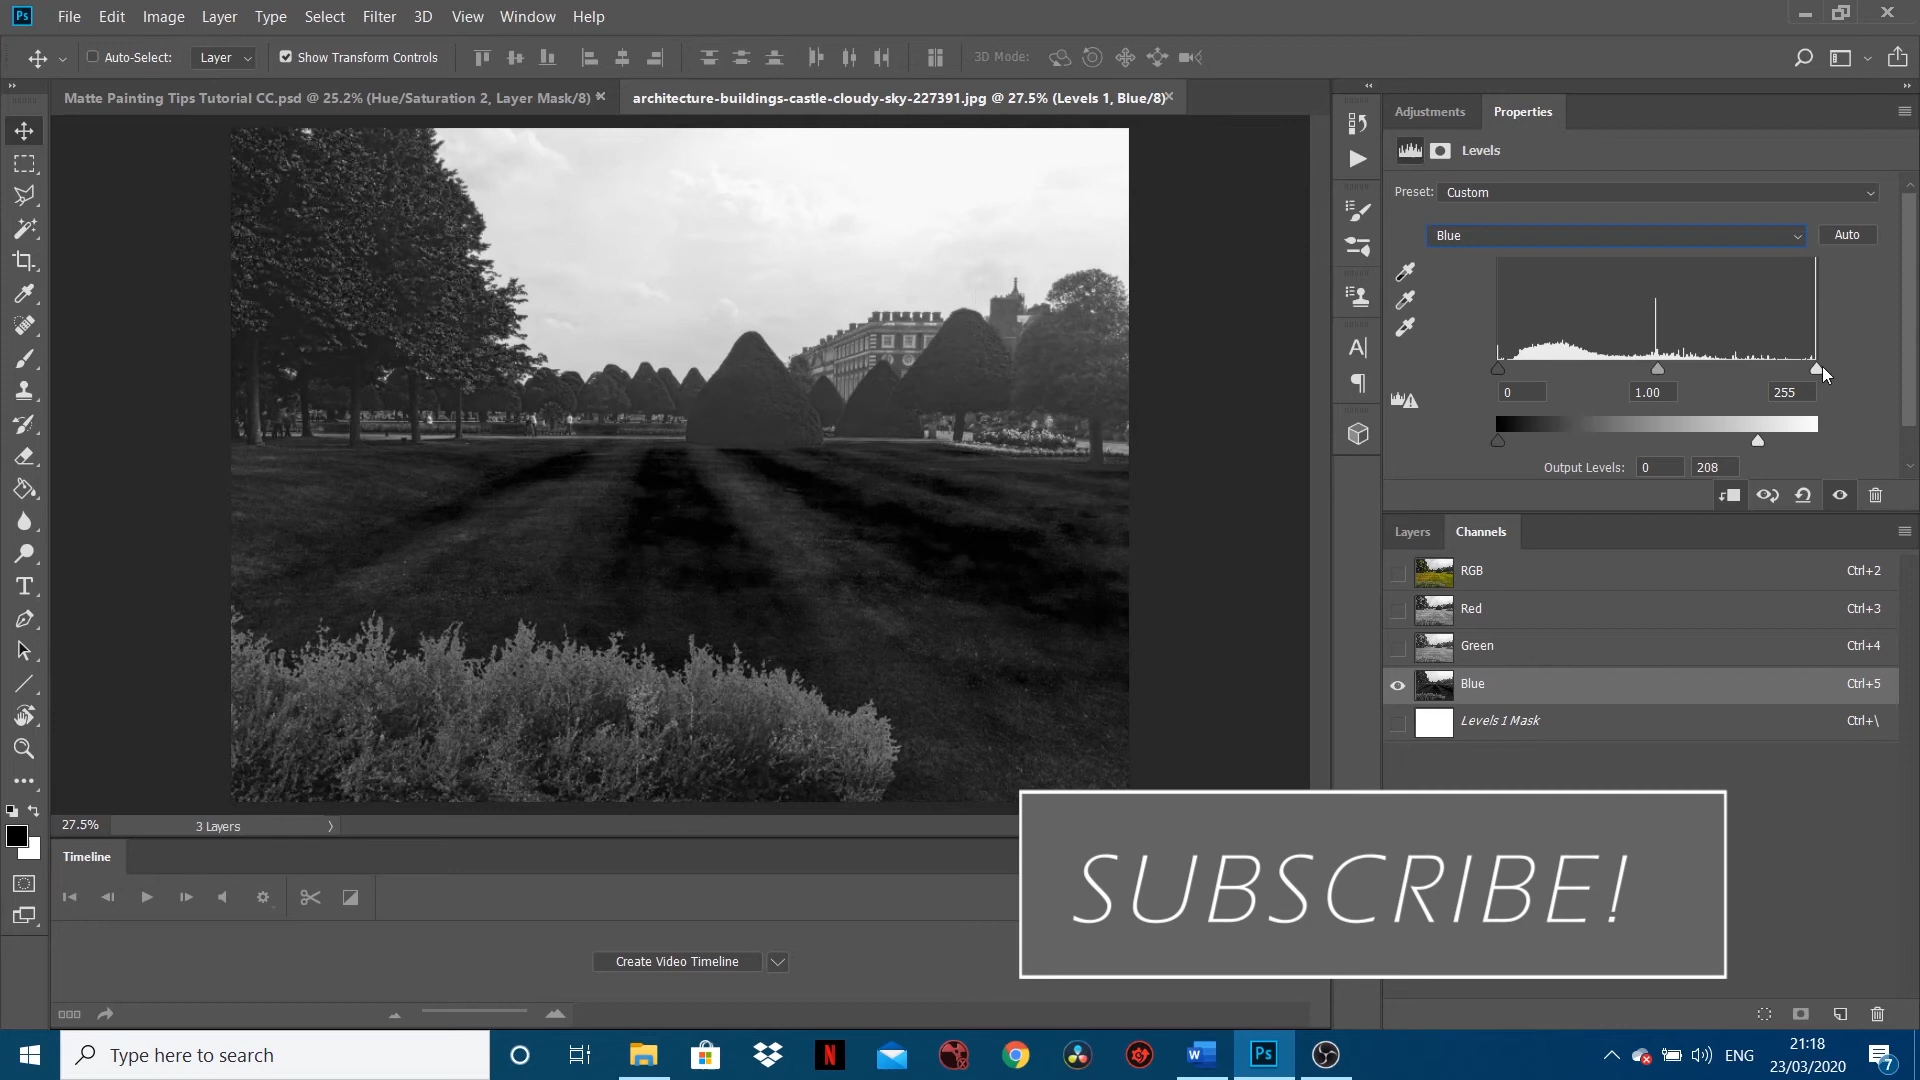 Ps File Edit Image Layer Type Select Filter 3D View Window Help
Auto-Select: Layer Show Transform Controls 3D Mode:
Matte Painting Tips Tutorial CC.psd @ 25.2% (Hue/Saturation 2, Layer Mask/8) *
architecture-buildings-castle-cloudy-sky-227391.jpg @ 27.5% (Levels 1, Blue/8)
Adjustments Properties
Levels
Preset: Custom
Blue Auto
0 1.00 255
Output Levels: 0 208
Layers Channels
RGB Ctrl+2
Red Ctrl+3
Green Ctrl+4
Blue Ctrl+5
Levels 1 Mask Ctrl+\
27.5% 3 Layers
Timeline
SUBSCRIBE!
Create Video Timeline
Type here to search
N
W
Ps
ENG
21:18
23/03/2020
7